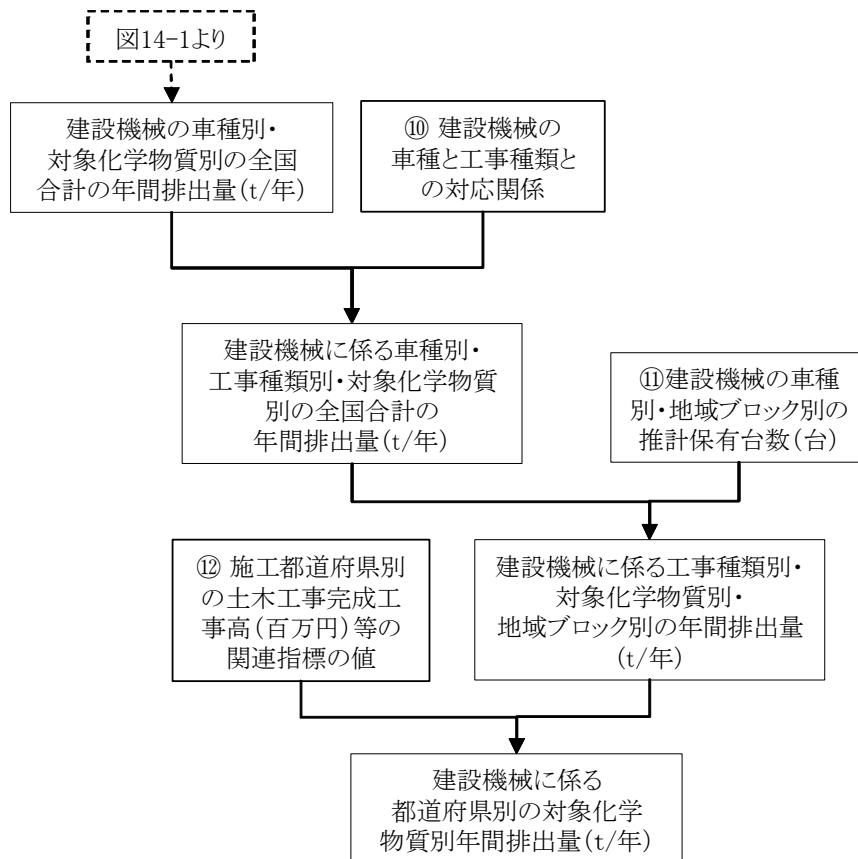 図14-1より
建設機械の車種別・
対象化学物質別の全国
合計の年間排出量(t/年)
⑩ 建設機械の
車種と工事種類と
の対応関係
建設機械に係る車種別・
工事種類別・対象化学物質
別の全国合計の
年間排出量(t/年)
⑪建設機械の車種
別・地域ブロック別の
推計保有台数(台)
⑫ 施工都道府県別
の土木工事完成工
事高(百万円)等の
関連指標の値
建設機械に係る工事種類別・
対象化学物質別・
地域ブロック別の年間排出量
(t/年)
建設機械に係る
都道府県別の対象化学
物質別年間排出量(t/年)